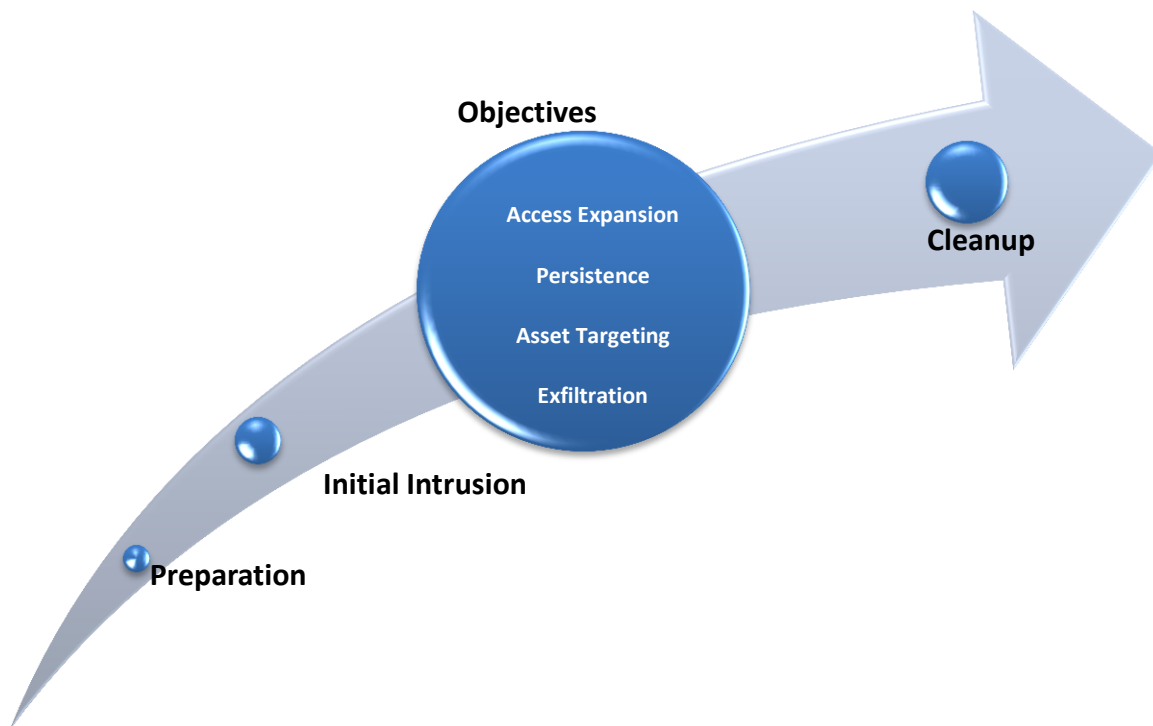 Objectives
Access Expansion
Persistence
Asset Targeting
Exfiltration
Cleanup
Initial Intrusion
Preparation